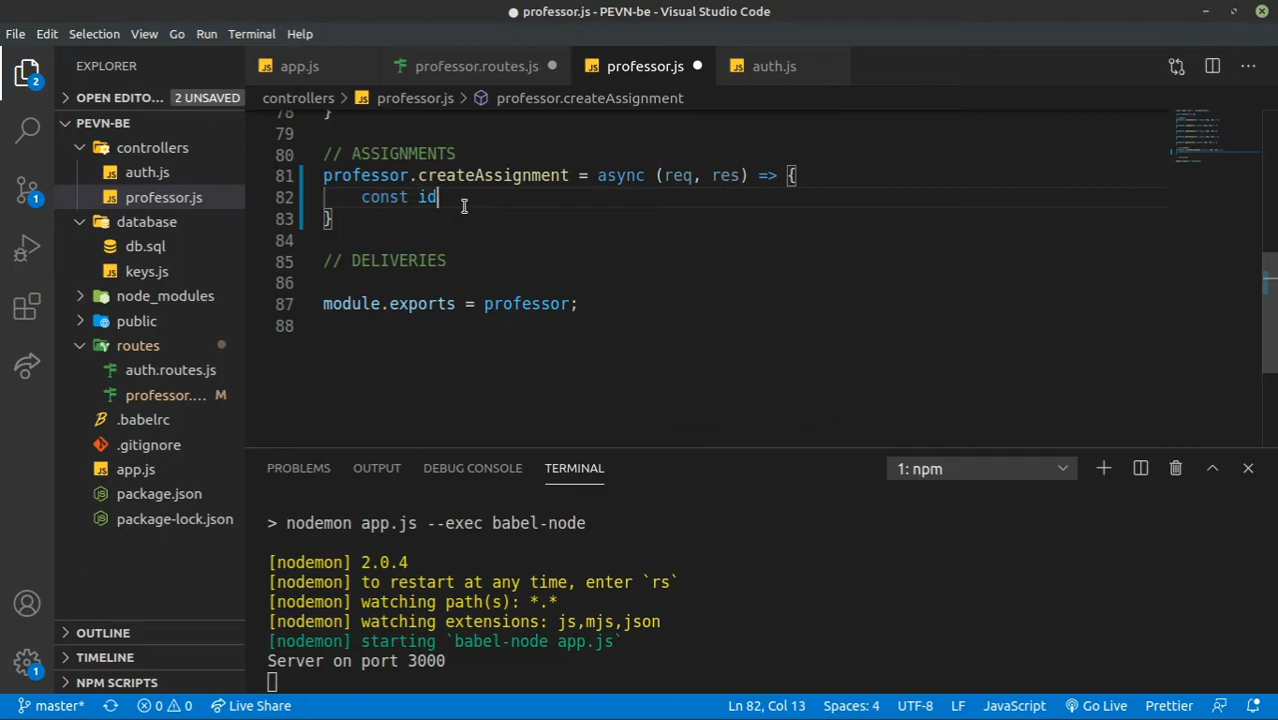 professor.js - PEVN-be - Visual Studio Code
File Edit Selection View Go Run Terminal Help
2
EXPLORER
app.js professor.routes.js professor.js auth.js
OPEN EDITO... 2 UNSAVED
controllers professor.js professor.createAssignment
PEVN-BE
controllers
auth.js
professor.js
database
db.sql
keys.js
node_modules
public
routes
auth.routes.js
professor.... M
.babelrc
.gitignore
app.js
package.json
package-lock.json
OUTLINE
TIMELINE
NPM SCRIPTS
1
1
78 }
79
80 // ASSIGNMENTS
81 professor.createAssignment = async (req, res) => {
82 const id
83 }
84
85 // DELIVERIES
86
87 module.exports = professor;
88
PROBLEMS OUTPUT DEBUG CONSOLE TERMINAL 1: npm
> nodemon app.js --exec babel-node
[nodemon] 2.0.4
[nodemon] to restart at any time, enter `rs`
[nodemon] watching path(s): *.*
[nodemon] watching extensions: js,mjs,json
[nodemon] starting `babel-node app.js`
Server on port 3000
master* 0 0 Live Share Ln 82, Col 13 Spaces: 4 UTF-8 LF JavaScript Go Live Prettier